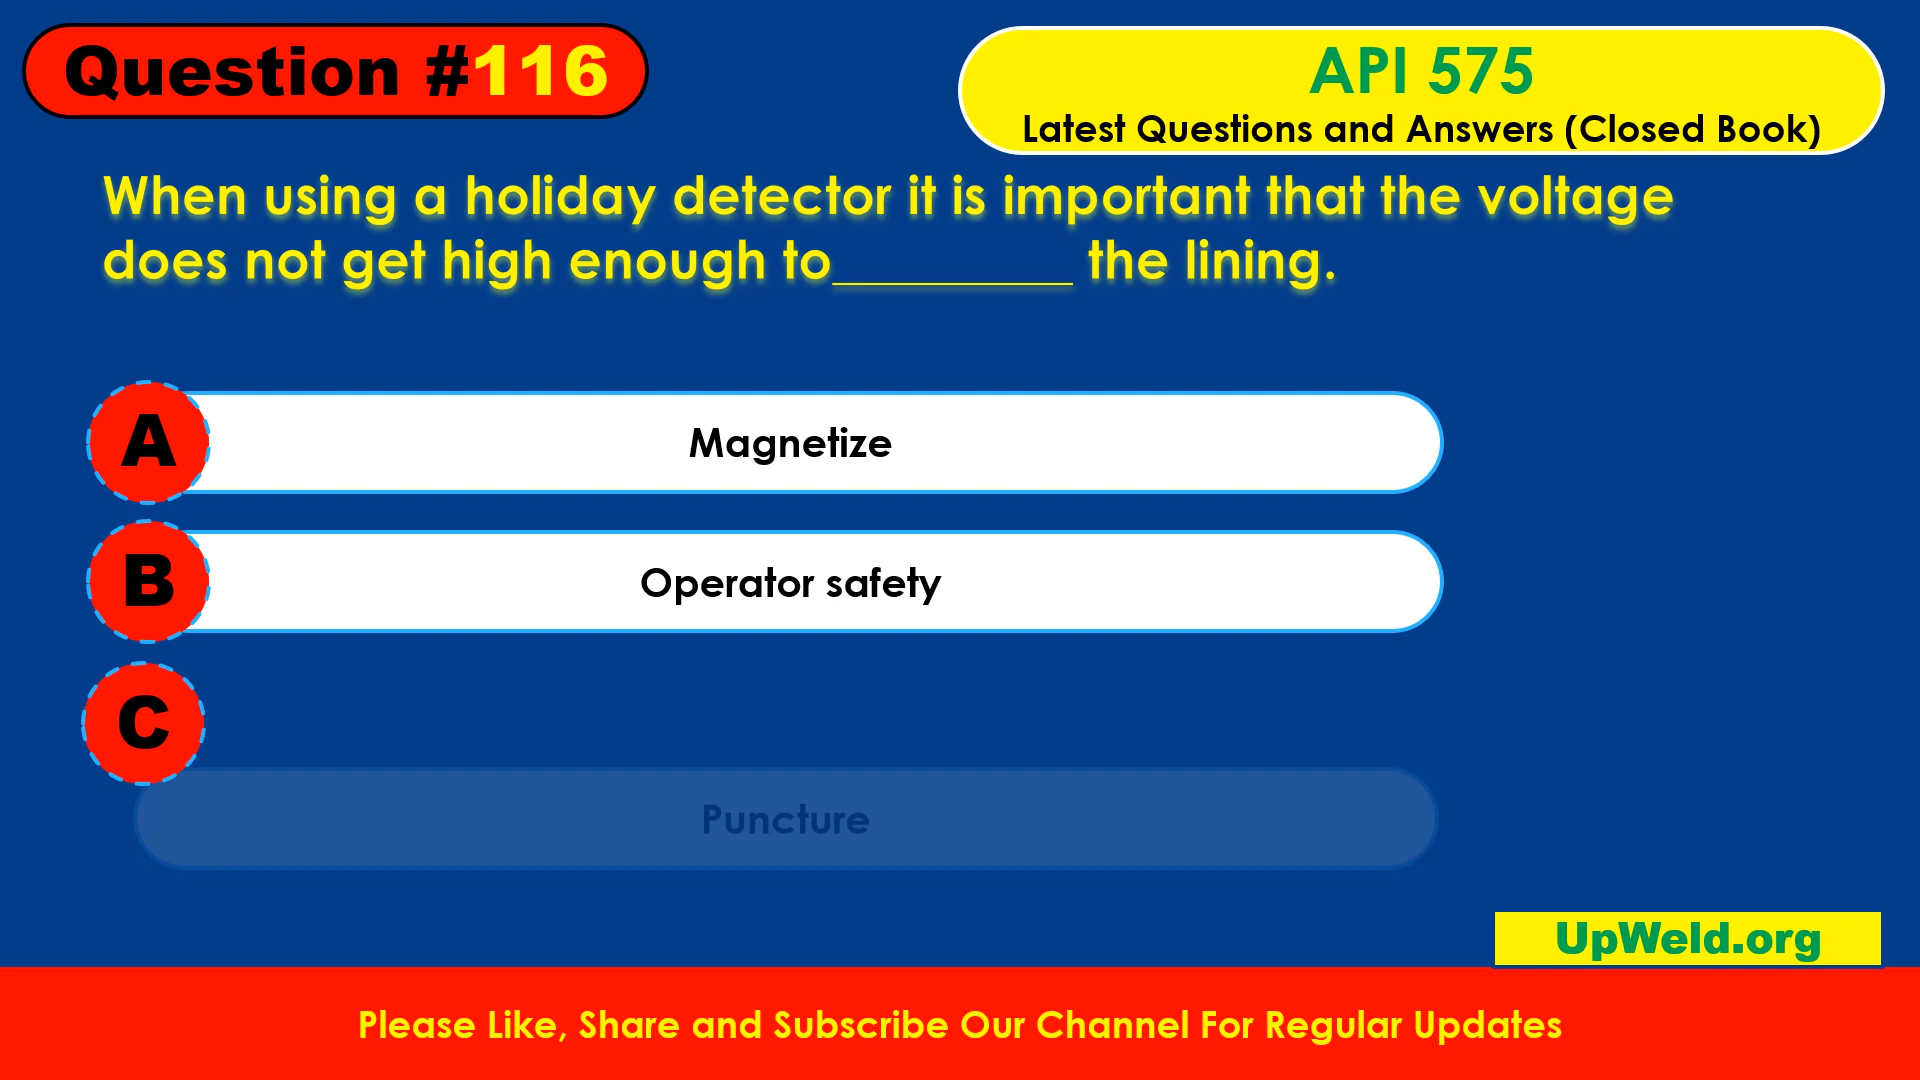 Question #116
API 575
Latest Questions and Answers (Closed Book)
When using a holiday detector it is important that the voltage
does not get high enough to__________ the lining.
A
Magnetize
B
Operator safety
C
Puncture
UpWeld.org
Please Like, Share and Subscribe Our Channel For Regular Updates